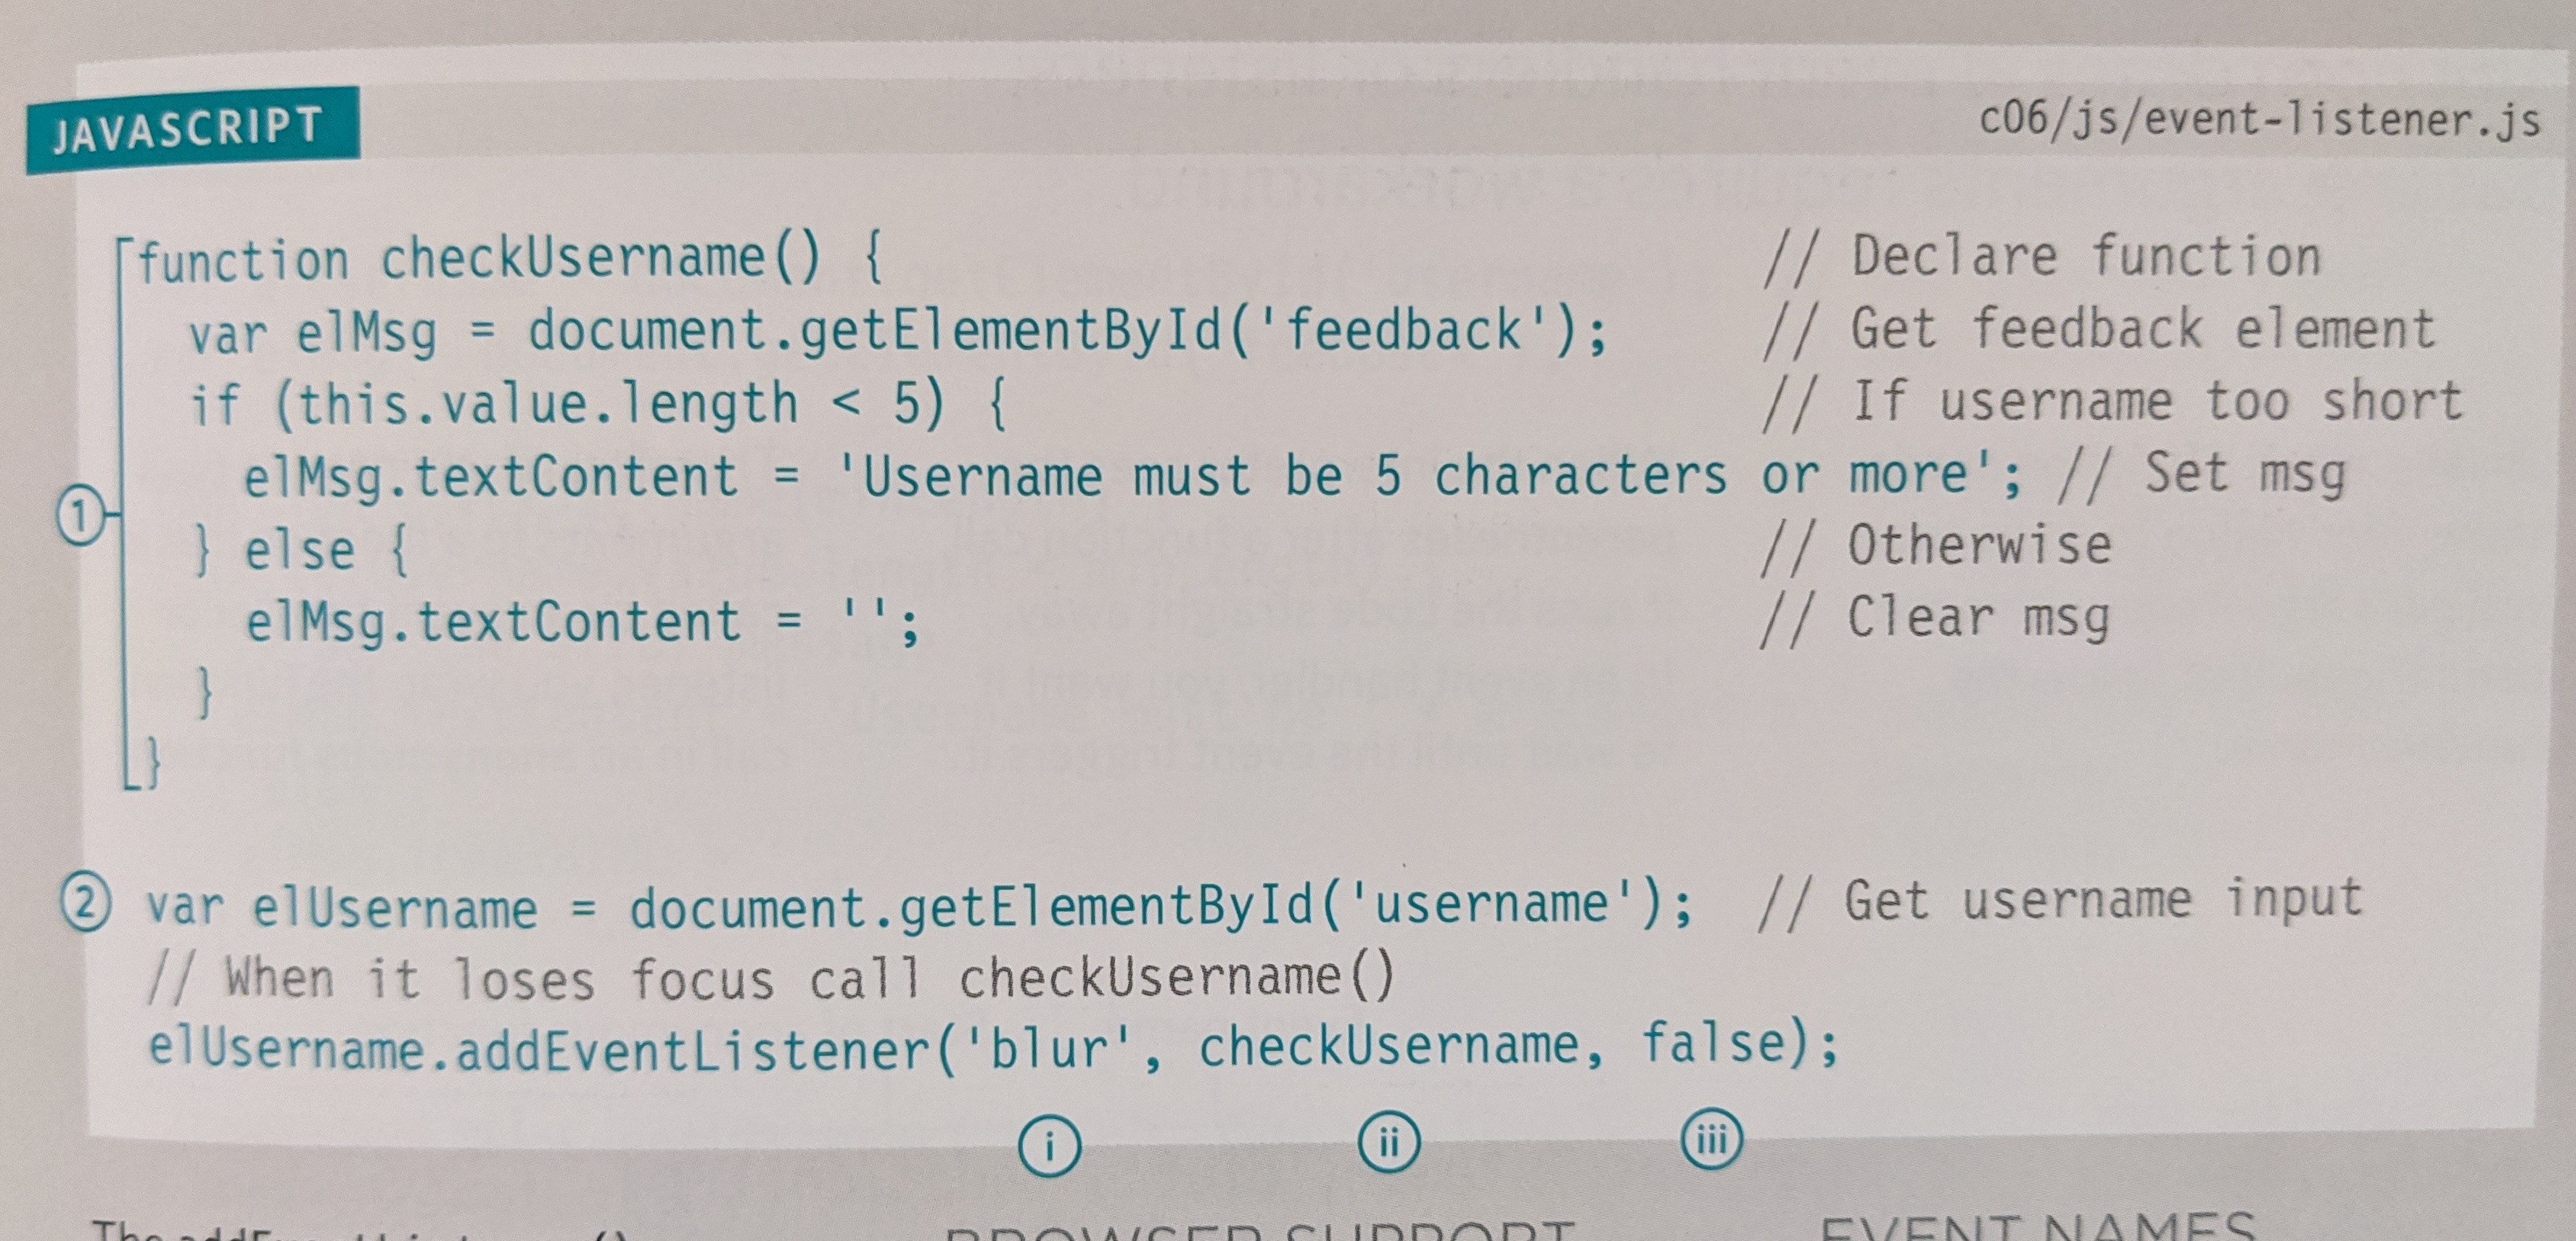 JAVASCRIPT
c06/js/event-listener.js
function checkUsername() { // Declare function
var elMsg = document.getElementById('feedback'); // Get feedback element
if (this.value.length < 5) { // If username too short
elMsg.textContent = 'Username must be 5 characters or more'; // Set msg
} else { // Otherwise
elMsg.textContent = ''; // Clear msg
}
}
1
2 var elUsername = document.getElementById('username'); // Get username input
// When it loses focus call checkUsername()
elUsername.addEventListener('blur', checkUsername, false);
i ii iii
BROWSER SUPPORT
EVENT NAMES